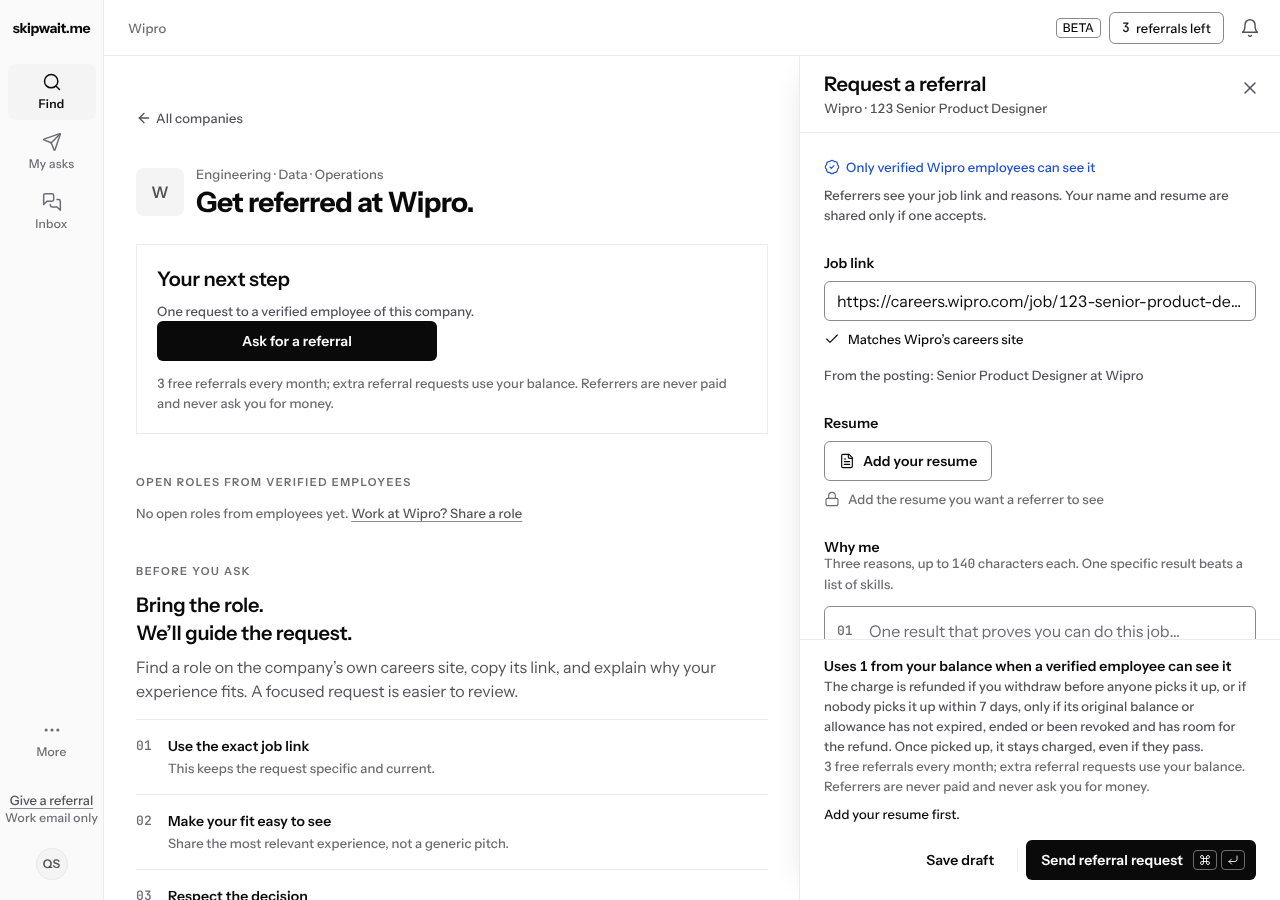 skipwait.me
Find
My asks
Inbox
More
Give a referral
Work email only
QS
Wipro
BETA
3 referrals left
All companies
W
Engineering · Data · Operations
Get referred at Wipro.
Your next step
One request to a verified employee of this company.
Ask for a referral
3 free referrals every month; extra referral requests use your balance. Referrers are never paid
and never ask you for money.
OPEN ROLES FROM VERIFIED EMPLOYEES
No open roles from employees yet. Work at Wipro? Share a role
BEFORE YOU ASK
Bring the role.
We’ll guide the request.
Find a role on the company’s own careers site, copy its link, and explain why your
experience fits. A focused request is easier to review.
01 Use the exact job link
This keeps the request specific and current.
02 Make your fit easy to see
Share the most relevant experience, not a generic pitch.
03 Respect the decision
Request a referral
Wipro · 123 Senior Product Designer
Only verified Wipro employees can see it
Referrers see your job link and reasons. Your name and resume are
shared only if one accepts.
Job link
https://careers.wipro.com/job/123-senior-product-de...
Matches Wipro’s careers site
From the posting: Senior Product Designer at Wipro
Resume
Add your resume
Add the resume you want a referrer to see
Why me
Three reasons, up to 140 characters each. One specific result beats a
list of skills.
01 One result that proves you can do this job...
Uses 1 from your balance when a verified employee can see it
The charge is refunded if you withdraw before anyone picks it up, or if
nobody picks it up within 7 days, only if its original balance or
allowance has not expired, ended or been revoked and has room for
the refund. Once picked up, it stays charged, even if they pass.
3 free referrals every month; extra referral requests use your balance.
Referrers are never paid and never ask you for money.
Add your resume first.
Save draft
Send referral request ⌘ ↵